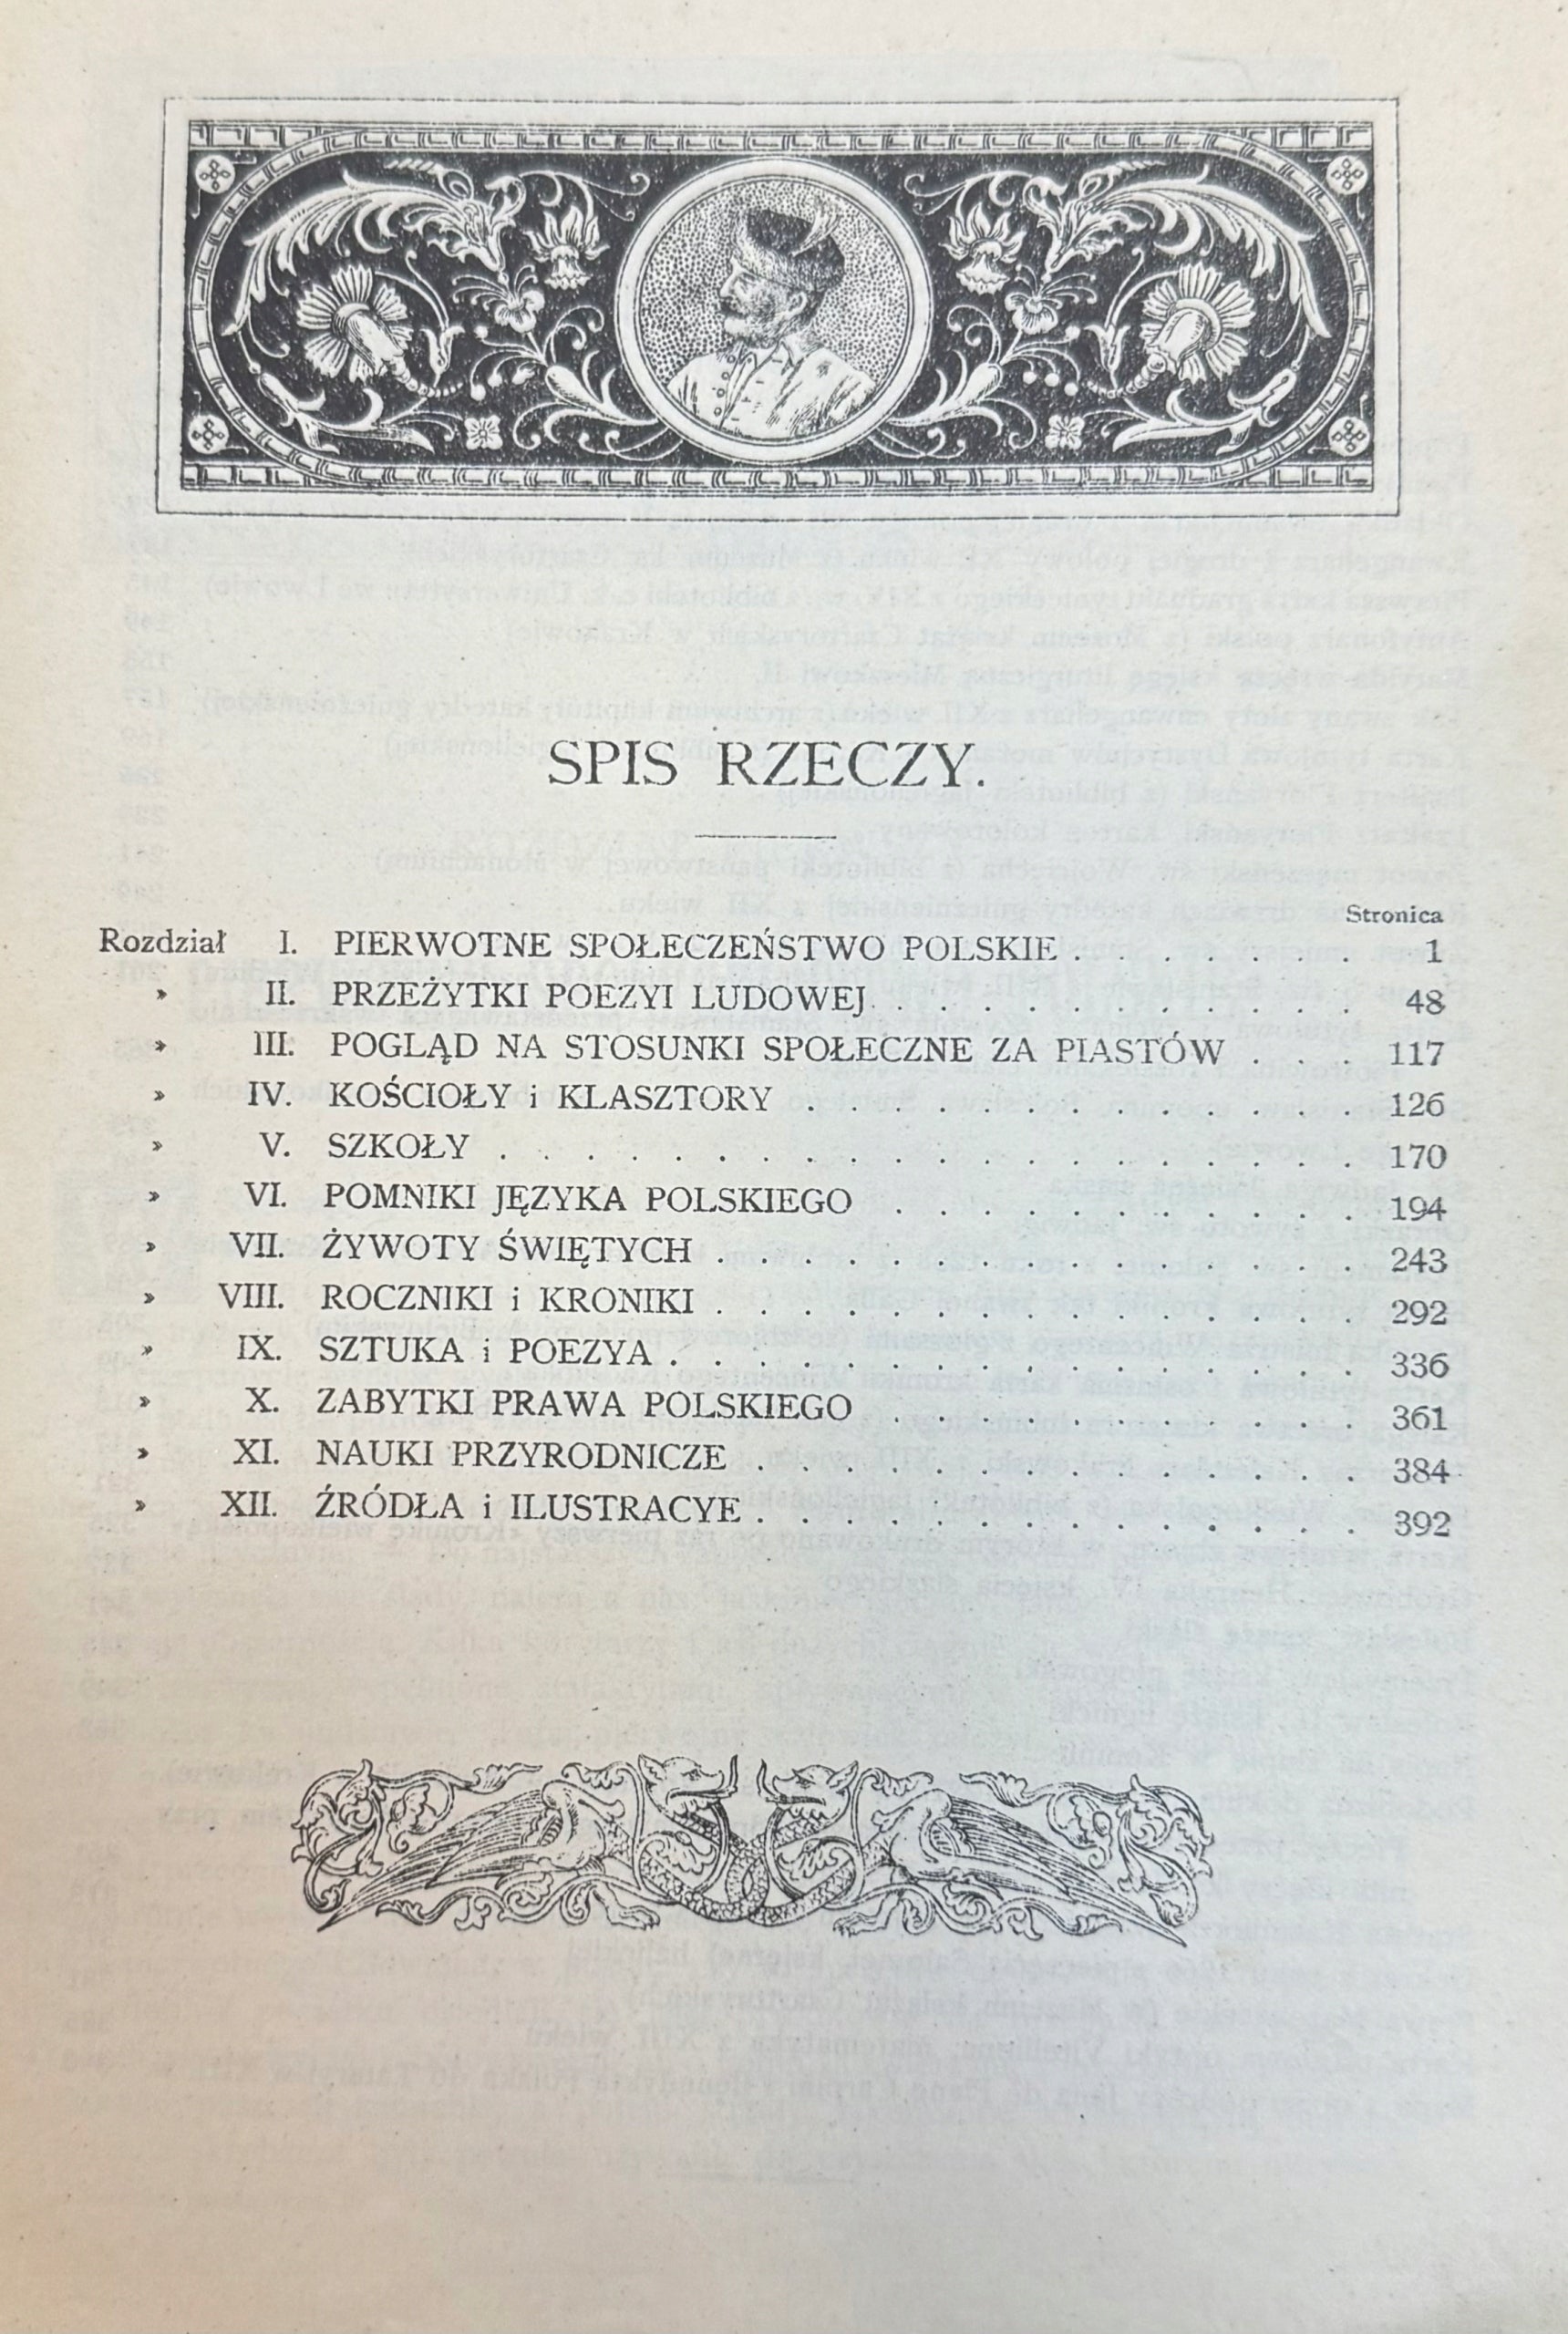 SPIS RZECZY.
Stronica
Rozdział I. PIERWOTNE SPOŁECZEŃSTWO POLSKIE . . . . . . . 1
» II. PRZEŻYTKI POEZYI LUDOWEJ . . . . . . . . . . . 48
» III. POGLĄD NA STOSUNKI SPOŁECZNE ZA PIASTÓW . . . 117
» IV. KOŚCIOŁY i KLASZTORY . . . . . . . . . . . . . 126
» V. SZKOŁY . . . . . . . . . . . . . . . . . . . . 170
» VI. POMNIKI JĘZYKA POLSKIEGO . . . . . . . . . . . 194
» VII. ŻYWOTY ŚWIĘTYCH . . . . . . . . . . . . . . . 243
» VIII. ROCZNIKI i KRONIKI . . . . . . . . . . . . . . . 292
» IX. SZTUKA i POEZYA . . . . . . . . . . . . . . . . 336
» X. ZABYTKI PRAWA POLSKIEGO . . . . . . . . . . . 361
» XI. NAUKI PRZYRODNICZE . . . . . . . . . . . . . . 384
» XII. ŹRÓDŁA i ILUSTRACYE . . . . . . . . . . . . . . 392